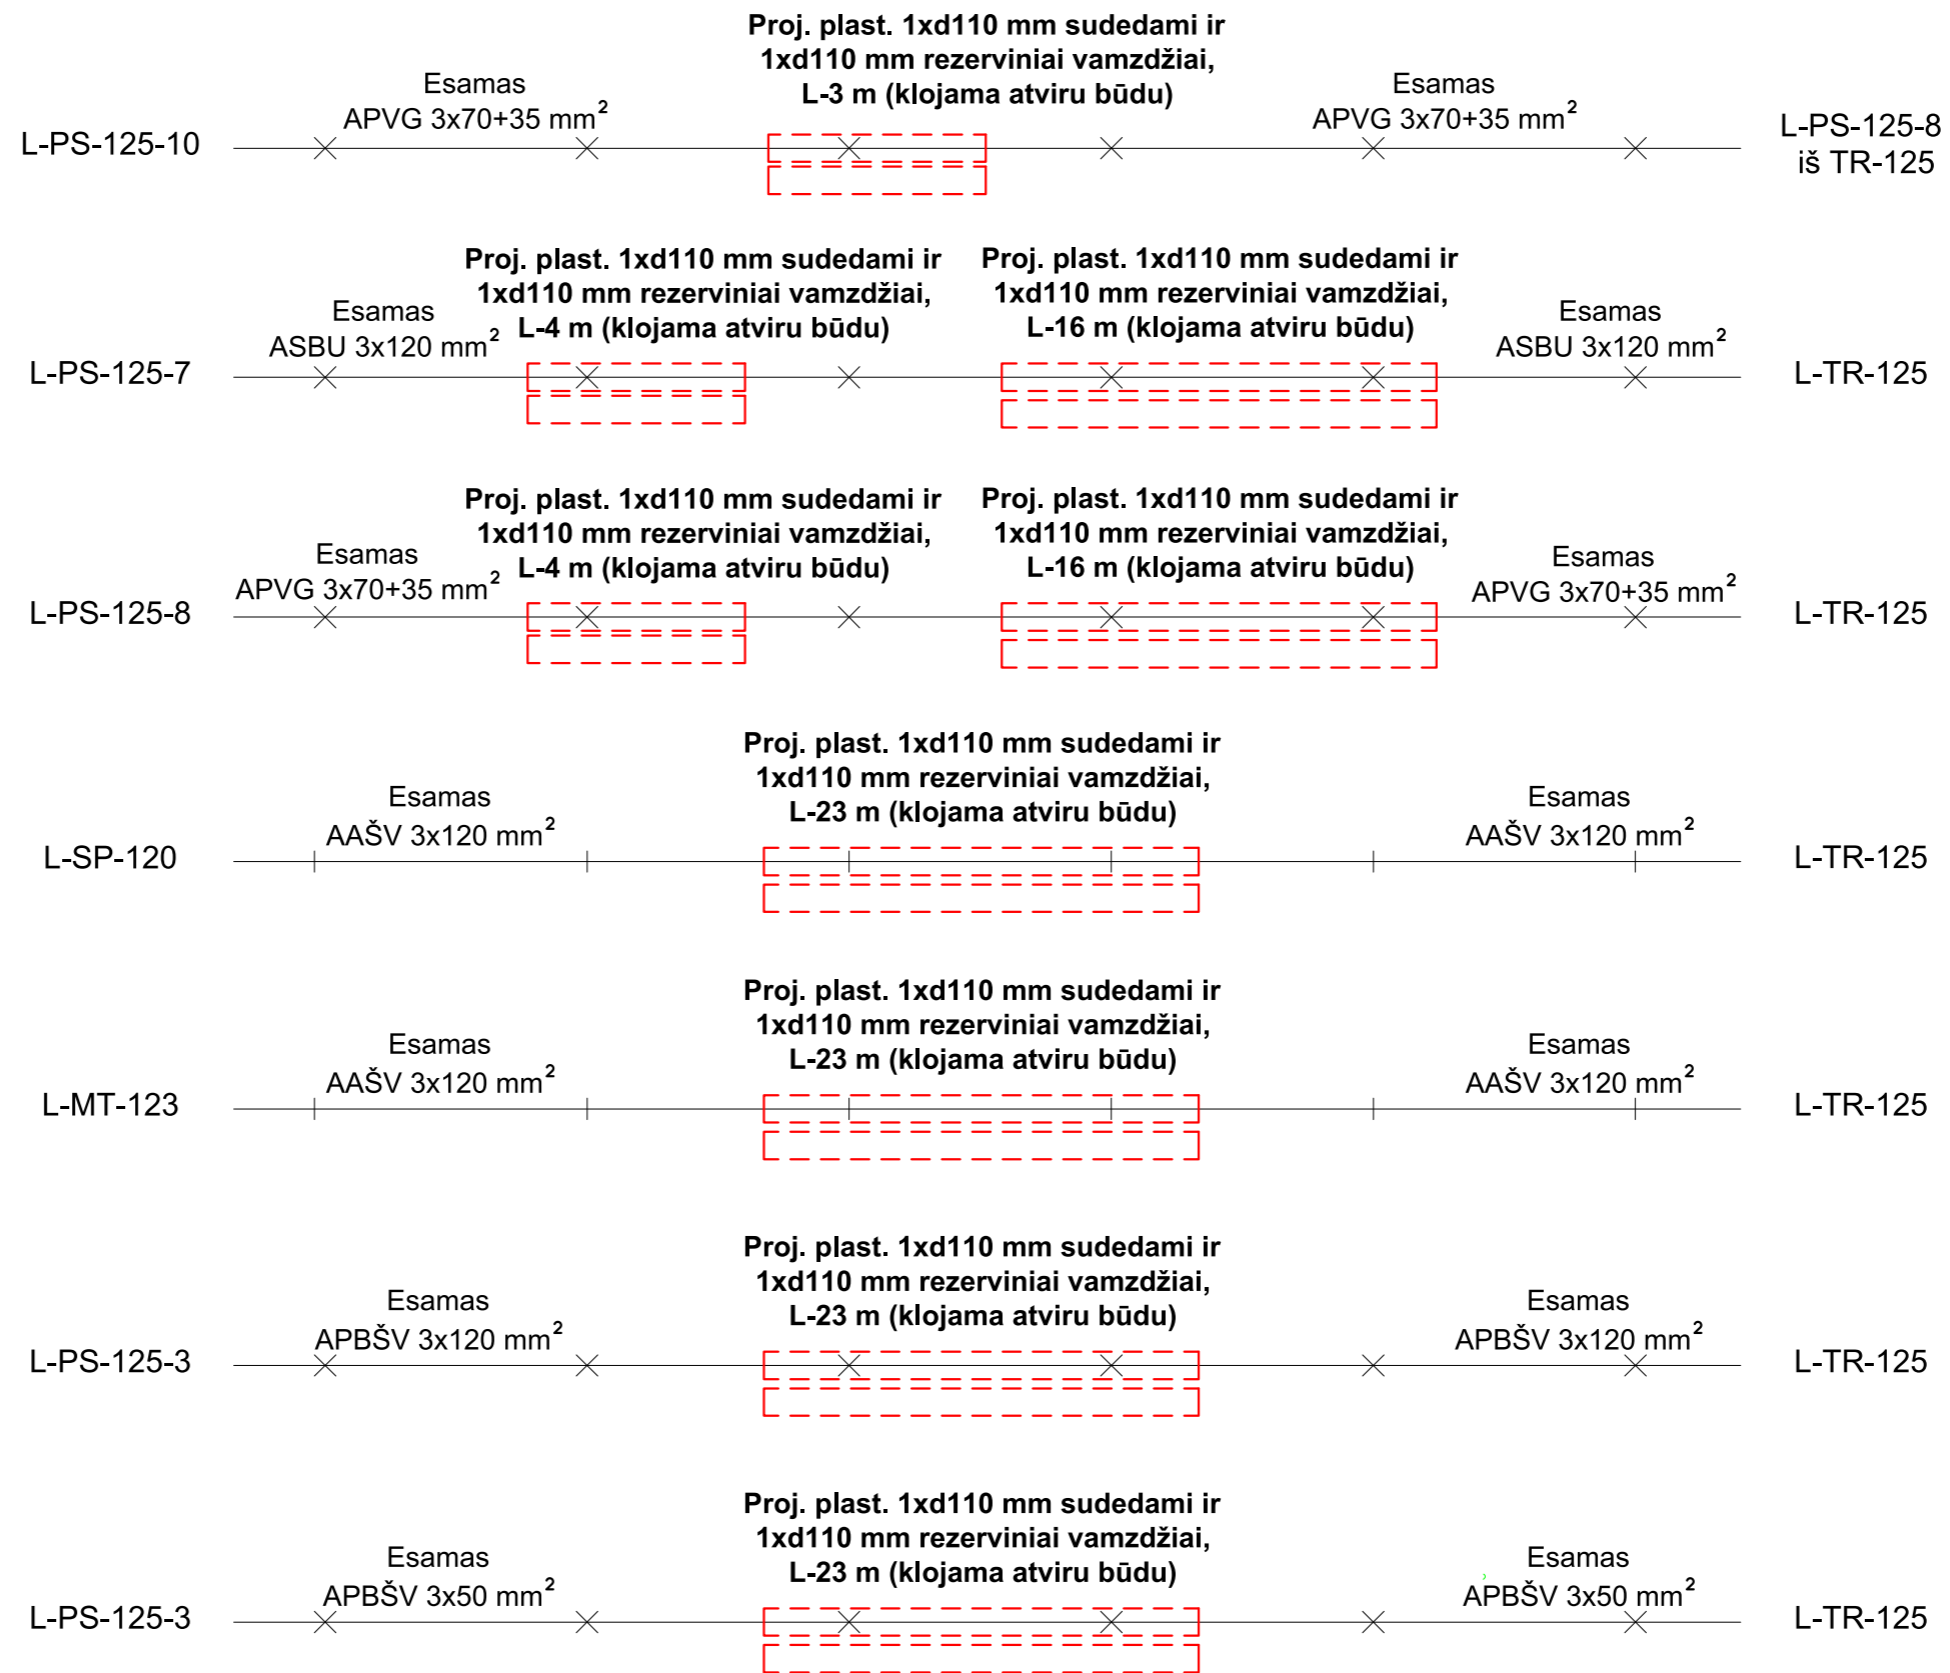 Proj. plast. 1xd110 mm sudedami ir
1xd110 mm rezerviniai vamzdžiai,
L-3 m (klojama atviru būdu)
Esamas
APVG 3x70+35 mm²
Esamas
APVG 3x70+35 mm²
L-PS-125-10
L-PS-125-8
iš TR-125
Proj. plast. 1xd110 mm sudedami ir
1xd110 mm rezerviniai vamzdžiai,
L-4 m (klojama atviru būdu)
Proj. plast. 1xd110 mm sudedami ir
1xd110 mm rezerviniai vamzdžiai,
L-16 m (klojama atviru būdu)
Esamas
ASBU 3x120 mm²
Esamas
ASBU 3x120 mm²
L-PS-125-7
L-TR-125
Proj. plast. 1xd110 mm sudedami ir
1xd110 mm rezerviniai vamzdžiai,
L-4 m (klojama atviru būdu)
Proj. plast. 1xd110 mm sudedami ir
1xd110 mm rezerviniai vamzdžiai,
L-16 m (klojama atviru būdu)
Esamas
APVG 3x70+35 mm²
Esamas
APVG 3x70+35 mm²
L-PS-125-8
L-TR-125
Proj. plast. 1xd110 mm sudedami ir
1xd110 mm rezerviniai vamzdžiai,
L-23 m (klojama atviru būdu)
Esamas
AAŠV 3x120 mm²
Esamas
AAŠV 3x120 mm²
L-SP-120
L-TR-125
Proj. plast. 1xd110 mm sudedami ir
1xd110 mm rezerviniai vamzdžiai,
L-23 m (klojama atviru būdu)
Esamas
AAŠV 3x120 mm²
Esamas
AAŠV 3x120 mm²
L-MT-123
L-TR-125
Proj. plast. 1xd110 mm sudedami ir
1xd110 mm rezerviniai vamzdžiai,
L-23 m (klojama atviru būdu)
Esamas
APBŠV 3x120 mm²
Esamas
APBŠV 3x120 mm²
L-PS-125-3
L-TR-125
Proj. plast. 1xd110 mm sudedami ir
1xd110 mm rezerviniai vamzdžiai,
L-23 m (klojama atviru būdu)
Esamas
APBŠV 3x50 mm²
Esamas
APBŠV 3x50 mm²
L-PS-125-3
L-TR-125